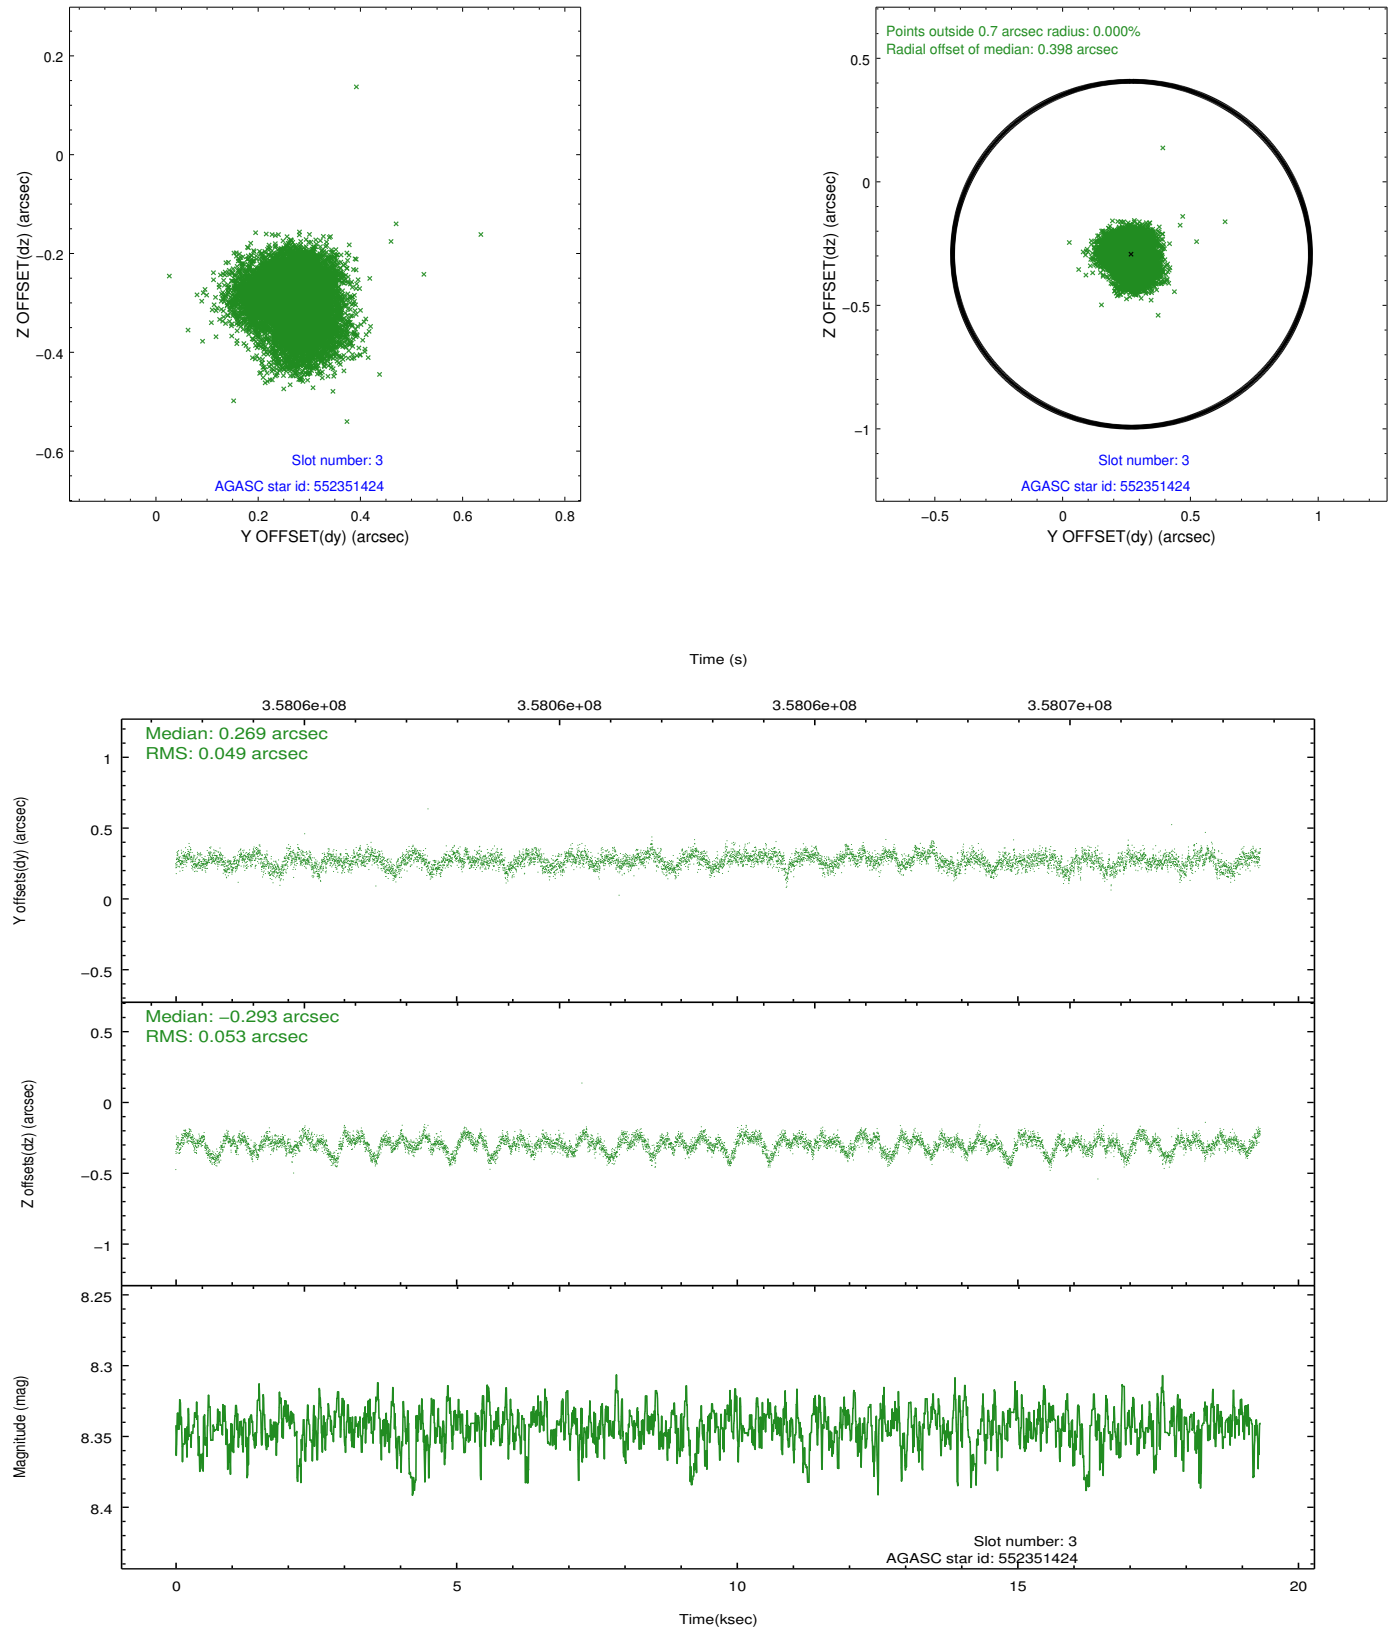 0.2
0
−0.2
−0.4
−0.6
Z OFFSET(dz) (arcsec)
Slot number: 3
AGASC star id: 552351424
0 0.2 0.4 0.6 0.8
Y OFFSET(dy) (arcsec)
Points outside 0.7 arcsec radius: 0.000%
Radial offset of median: 0.398 arcsec
0.5
0
−0.5
−1
Z OFFSET(dz) (arcsec)
Slot number: 3
AGASC star id: 552351424
−0.5 0 0.5 1
Y OFFSET(dy) (arcsec)
Time (s)
3.5806e+08 3.5806e+08 3.5806e+08 3.5807e+08
Median: 0.269 arcsec
RMS: 0.049 arcsec
1
0.5
0
−0.5
Y offsets(dy) (arcsec)
Median: −0.293 arcsec
RMS: 0.053 arcsec
0.5
0
−0.5
−1
Z offsets(dz) (arcsec)
8.25
8.3
8.35
8.4
Magnitude (mag)
Slot number: 3
AGASC star id: 552351424
0 5 10 15 20
Time(ksec)